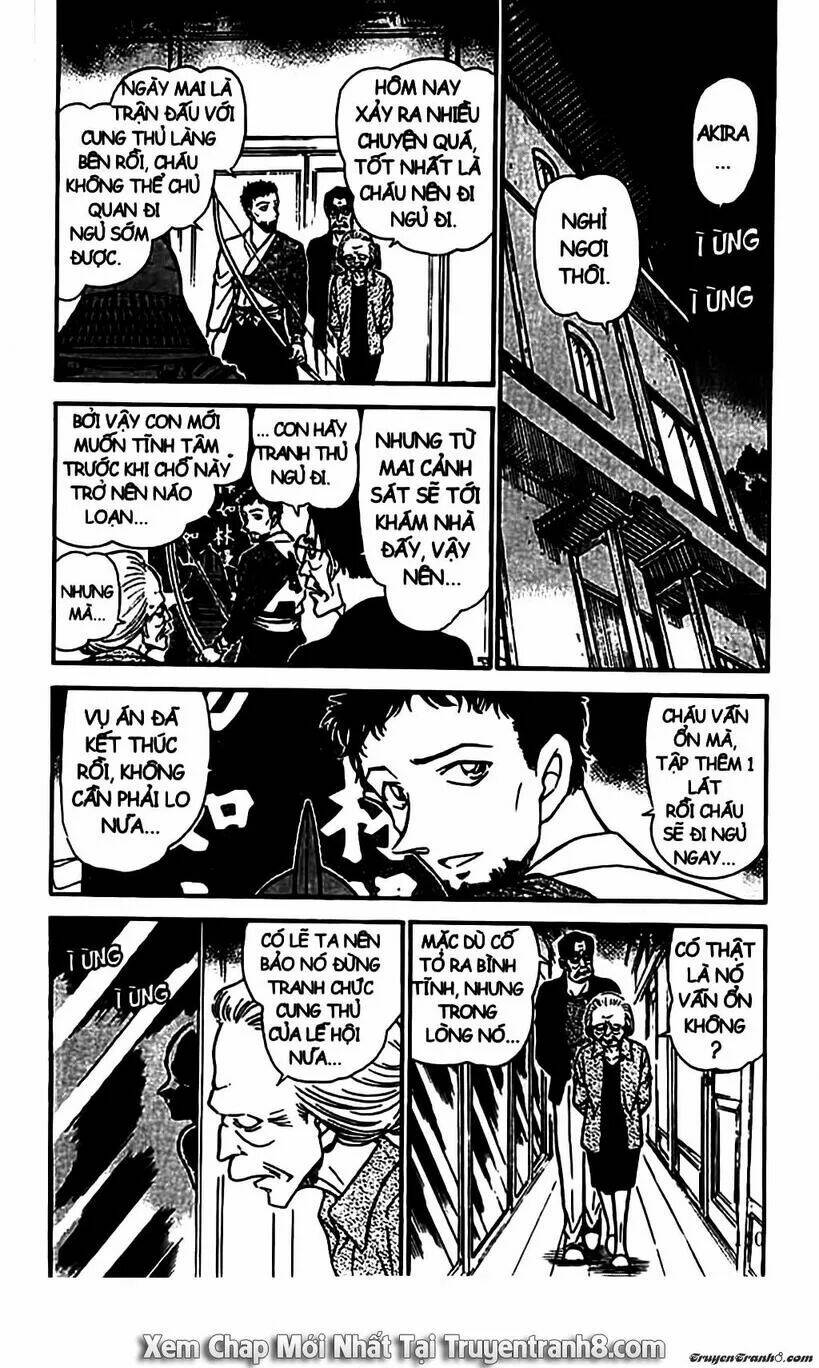 AKIRA
...
NGHỈ
NGƠI
THÔI.
Ì ÙNG
Ì ÙNG
HÔM NAY
XẢY RA NHIỀU
CHUYỆN QUÁ,
TỐT NHẤT LÀ
CHÁU NÊN ĐI
NGỦ ĐI.
NGÀY MAI LÀ
TRẬN ĐẤU VỚI
CUNG THỦ LÀNG
BÊN RỒI, CHÁU
KHÔNG THỂ CHỦ
QUAN ĐI
NGỦ SỚM
ĐƯỢC.
NHƯNG TỪ
MAI CẢNH
SÁT SẼ TỚI
KHÁM NHÀ
ĐẤY, VẬY
NÊN...
... CON HÃY
TRANH THỦ
NGỦ ĐI.
BỞI VẬY CON MỚI
MUỐN TĨNH TÂM
TRƯỚC KHI CHỖ NÀY
TRỞ NÊN NÁO
LOẠN...
NHƯNG
MÀ...
CHÁU VẪN
ỔN MÀ,
TẬP THÊM 1
LÁT
RỒI CHÁU
SẼ ĐI NGỦ
NGAY...
VỤ ÁN ĐÃ
KẾT THÚC
RỒI, KHÔNG
CẦN PHẢI LO
NỮA...
CÓ THẬT
LÀ NÓ
VẪN ỔN
KHÔNG
?
MẶC DÙ CỐ
TỎ RA BÌNH
TĨNH, NHƯNG
TRONG
LÒNG NÓ...
CÓ LẼ TA NÊN
BẢO NÓ ĐỪNG
TRANH CHỨC
CUNG THỦ
CỦA LỄ HỘI
NỮA...
Ì ÙNG
Ì ÙNG
Xem Chap Mới Nhất Tại Truyentranh8.com
TruyenTranh8.com